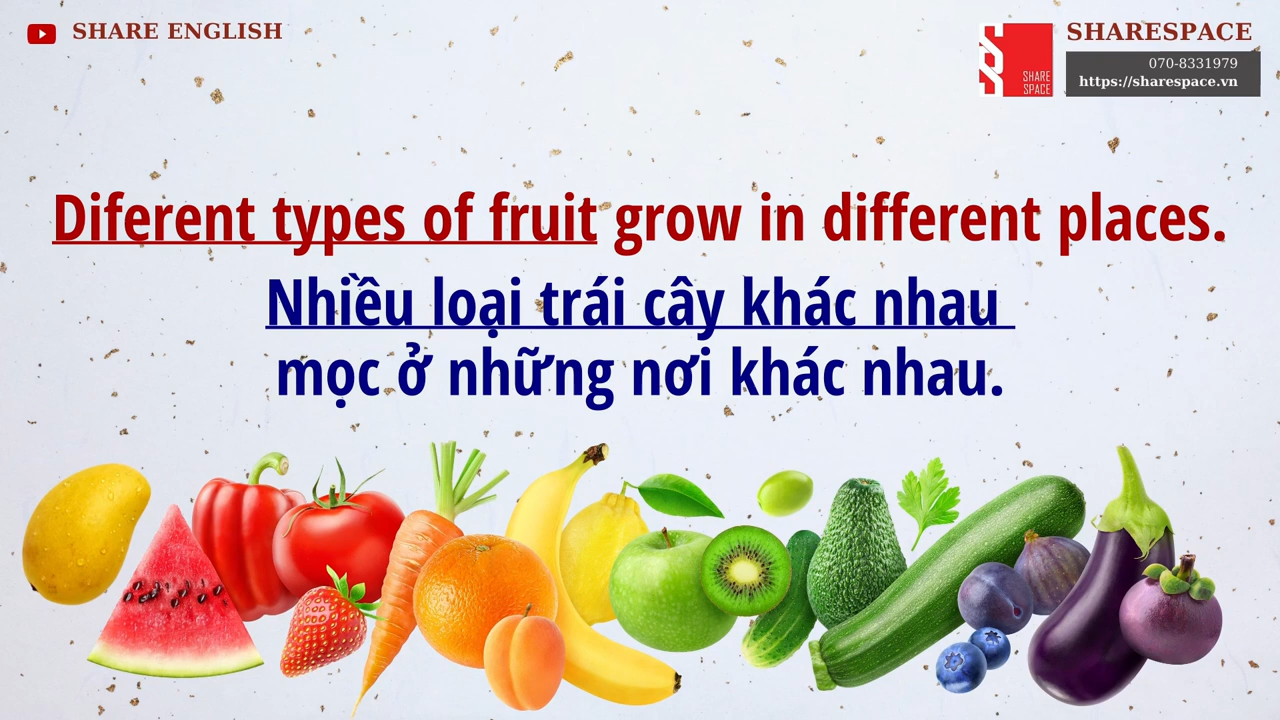 SHARE ENGLISH
SHARESPACE
070-8331979
https://sharespace.vn
SHARE
SPACE
Diferent types of fruit grow in different places.
Nhiều loại trái cây khác nhau
mọc ở những nơi khác nhau.